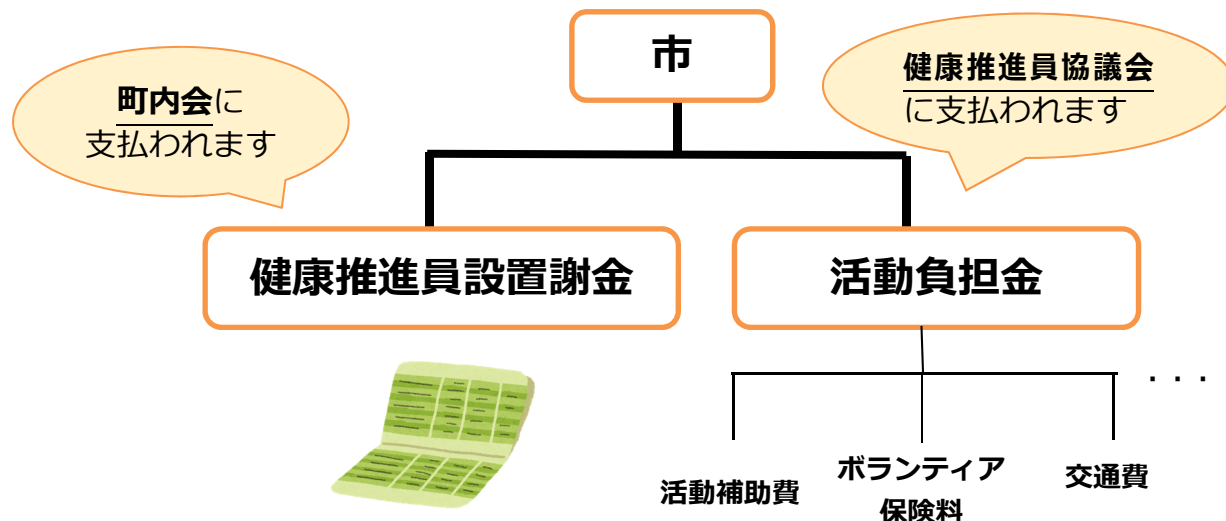 市
町内会に
支払われます
健康推進員協議会
に支払われます
健康推進員設置謝金
活動負担金
・・・
活動補助費
ボランティア
保険料
交通費